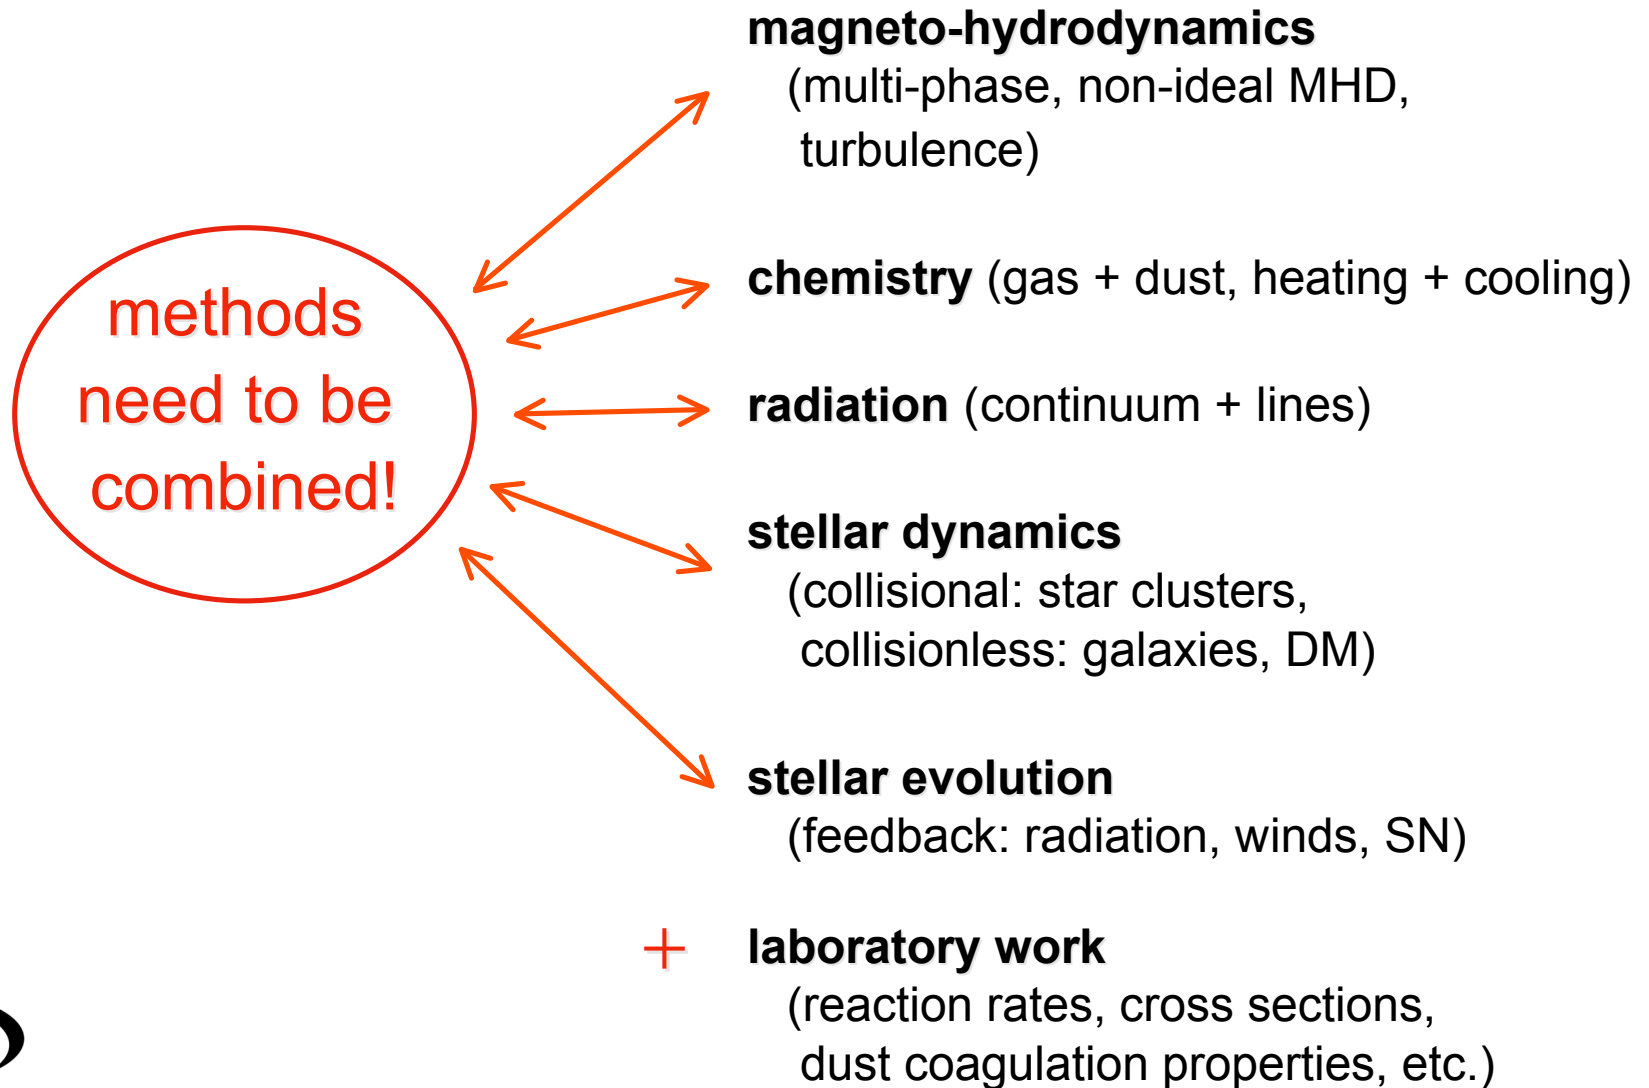 magneto-hydrodynamics
(multi-phase, non-ideal MHD,
turbulence)
chemistry (gas + dust, heating + cooling)
methods
need to be
combined!
radiation (continuum + lines)
stellar dynamics
(collisional: star clusters,
collisionless: galaxies, DM)
stellar evolution
(feedback: radiation, winds, SN)
+ laboratory work
(reaction rates, cross sections,
dust coagulation properties, etc.)